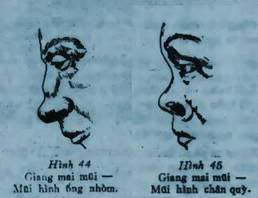 Hình 44
Giang mai mũi —
Mũi hình ống nhòm.
Hình 45
Giang mai mũi —
Mũi hình chân quỳ.